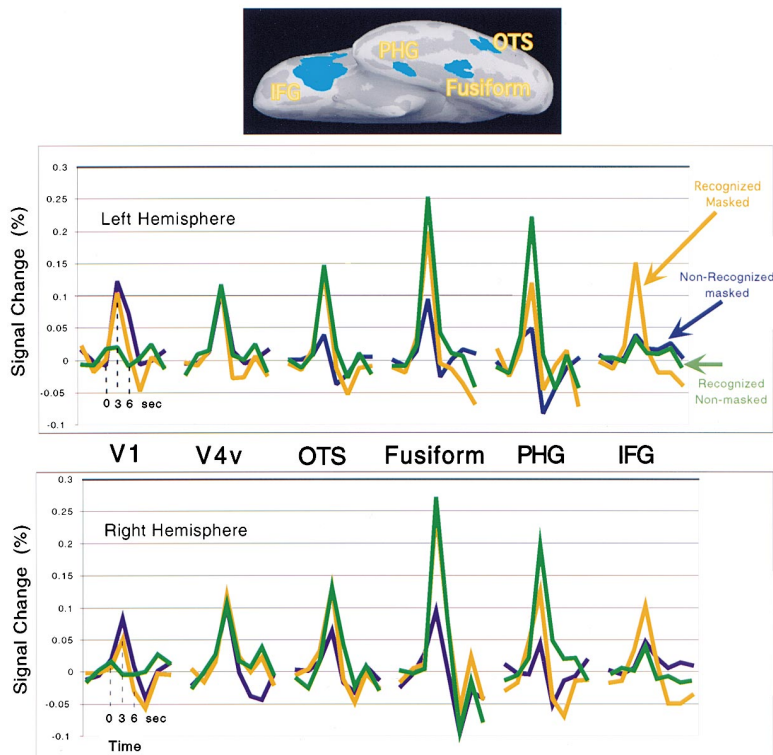 PHG
OTS
IFG
Fusiform
0.3
0.25
0.2
0.15
0.1
0.05
0
-0.05
-0.1
Signal Change (%)
Left Hemisphere
Recognized
Masked
Non-Recognized
masked
Recognized
Non-masked
0 3 6 sec
V1 V4v OTS Fusiform PHG IFG
0.3
0.25
0.2
0.15
0.1
0.05
0
-0.05
-0.1
Signal Change (%)
Right Hemisphere
0 3 6 sec
Time